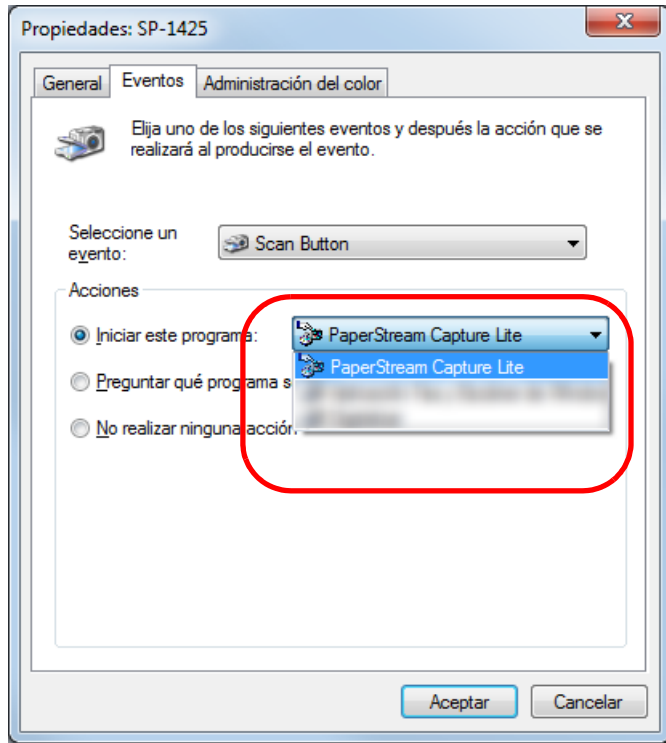 Propiedades: SP-1425
General
Eventos
Administración del color
Elija uno de los siguientes eventos y después la acción que se
realizará al producirse el evento.
Seleccione un
evento:
Scan Button
Acciones
Iniciar este programa:
PaperStream Capture Lite
PaperStream Capture Lite
Preguntar qué programa s
No realizar ninguna acción
Aceptar
Cancelar